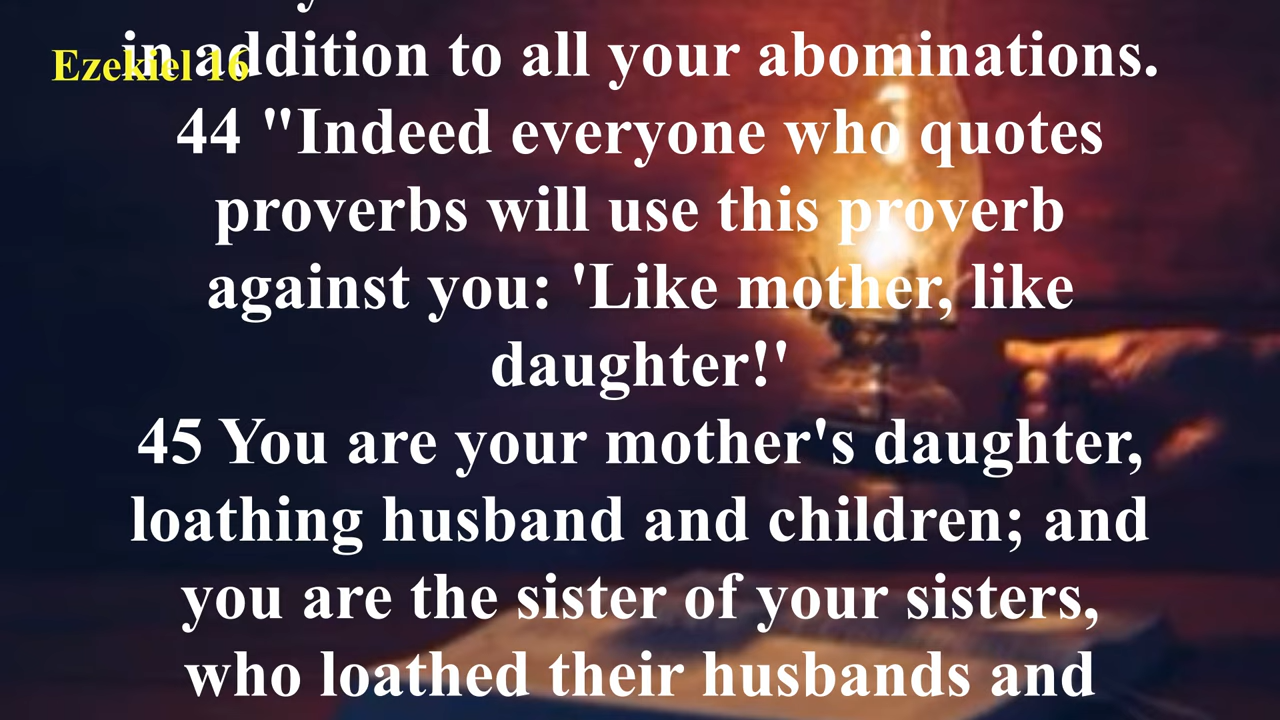 Ezekiel 16
in addition to all your abominations.
44 "Indeed everyone who quotes
proverbs will use this proverb
against you: 'Like mother, like
daughter!'
45 You are your mother's daughter,
loathing husband and children; and
you are the sister of your sisters,
who loathed their husbands and